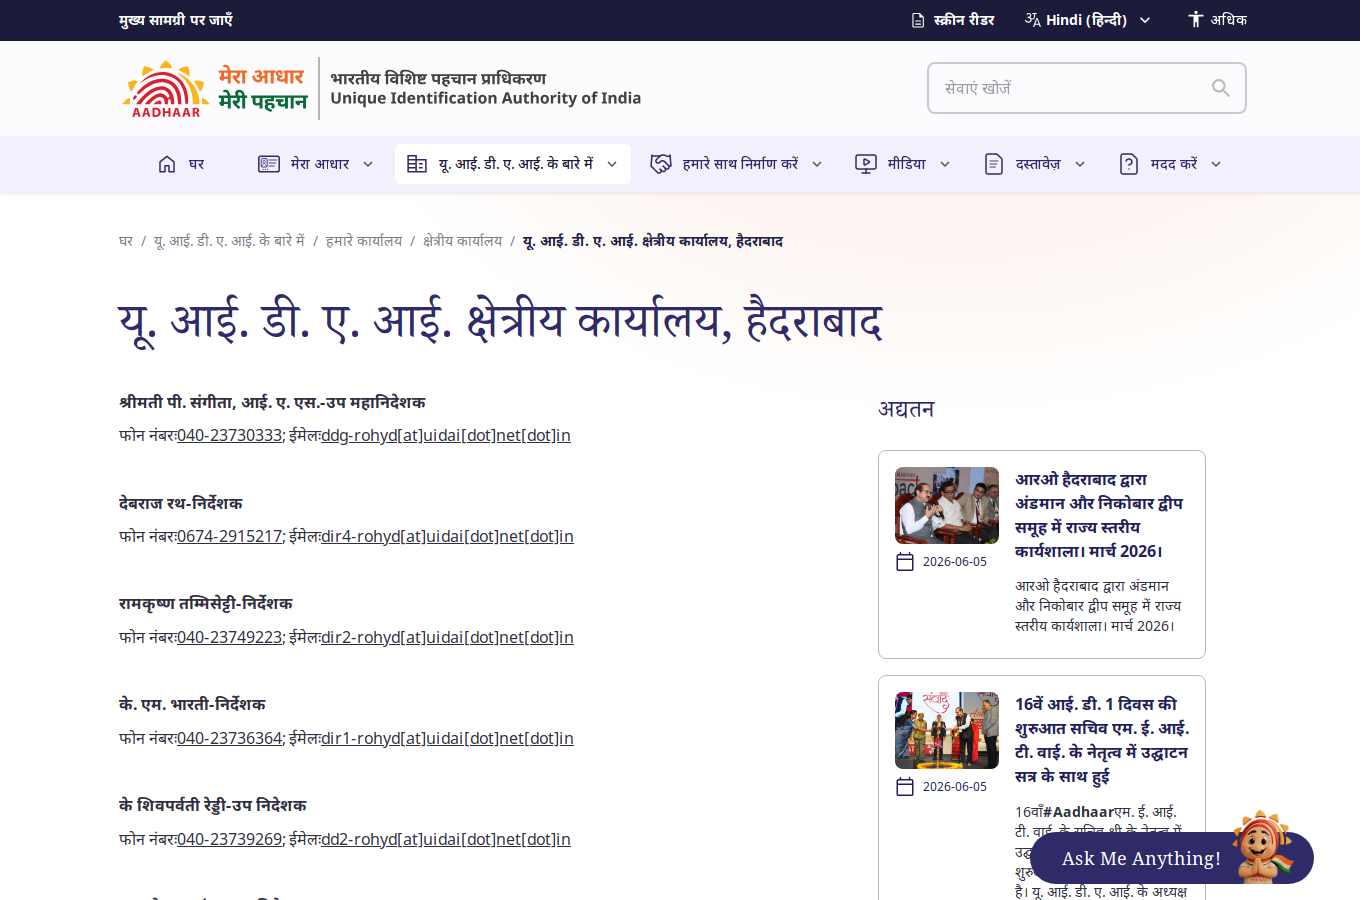 मुख्य सामग्री पर जाएँ
स्क्रीन रीडर
Hindi (हिन्दी)
अधिक
मेरा आधार
मेरी पहचान
AADHAAR
भारतीय विशिष्ट पहचान प्राधिकरण
Unique Identification Authority of India
सेवाएं खोजें
घर
मेरा आधार
यू. आई. डी. ए. आई. के बारे में
हमारे साथ निर्माण करें
मीडिया
दस्तावेज़
मदद करें
घर / यू. आई. डी. ए. आई. के बारे में / हमारे कार्यालय / क्षेत्रीय कार्यालय / यू. आई. डी. ए. आई. क्षेत्रीय कार्यालय, हैदराबाद
यू. आई. डी. ए. आई. क्षेत्रीय कार्यालय, हैदराबाद
श्रीमती पी. संगीता, आई. ए. एस.-उप महानिदेशक
फोन नंबरः040-23730333; ईमेलःddg-rohyd[at]uidai[dot]net[dot]in
देबराज रथ-निर्देशक
फोन नंबरः0674-2915217; ईमेलःdir4-rohyd[at]uidai[dot]net[dot]in
रामकृष्ण तम्मिसेट्टी-निर्देशक
फोन नंबरः040-23749223; ईमेलःdir2-rohyd[at]uidai[dot]net[dot]in
के. एम. भारती-निर्देशक
फोन नंबरः040-23736364; ईमेलःdir1-rohyd[at]uidai[dot]net[dot]in
के शिवपर्वती रेड्डी-उप निदेशक
फोन नंबरः040-23739269; ईमेलःdd2-rohyd[at]uidai[dot]net[dot]in
अद्यतन
आरओ हैदराबाद द्वारा
अंडमान और निकोबार द्वीप
समूह में राज्य स्तरीय
कार्यशाला। मार्च 2026।
2026-06-05
आरओ हैदराबाद द्वारा अंडमान
और निकोबार द्वीप समूह में राज्य
स्तरीय कार्यशाला। मार्च 2026।
16वें आई. डी. 1 दिवस की
शुरुआत सचिव एम. ई. आई.
टी. वाई. के नेतृत्व में उद्घाटन
सत्र के साथ हुई
2026-06-05
16वाँ#Aadhaarएम. ई. आई.
टी. वाई. के सचिव श्री के नेतृत्व में
है। यू. आई. डी. ए. आई. के अध्यक्ष
Ask Me Anything!